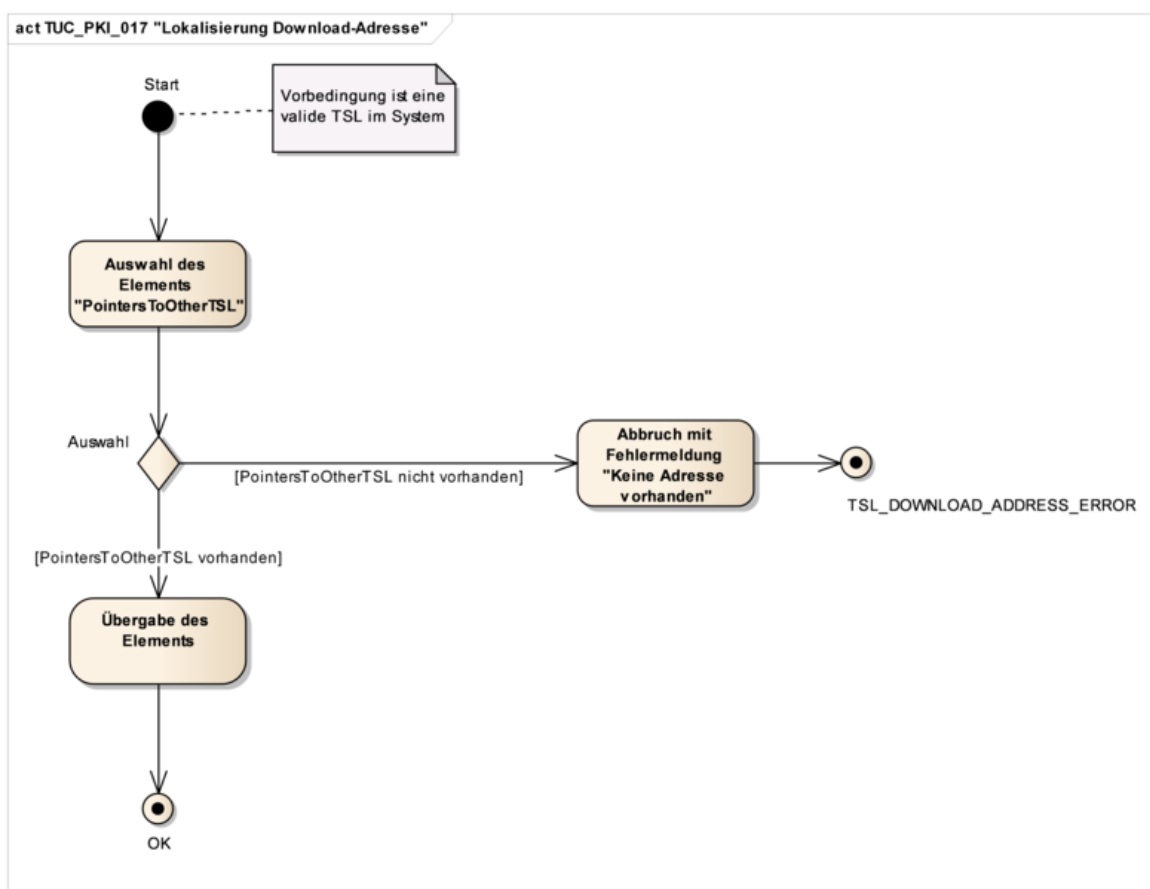 act TUC_PKI_017 "Lokalisierung Download-Adresse"
Start
Vorbedingung ist eine
valide TSL im System
Auswahl des
Elements
"PointersToOtherTSL"
Auswahl
[PointersToOtherTSL nicht vorhanden]
Abbruch mit
Fehlermeldung
"Keine Adresse
vorhanden"
TSL_DOWNLOAD_ADDRESS_ERROR
[PointersToOtherTSL vorhanden]
Übergabe des
Elements
OK